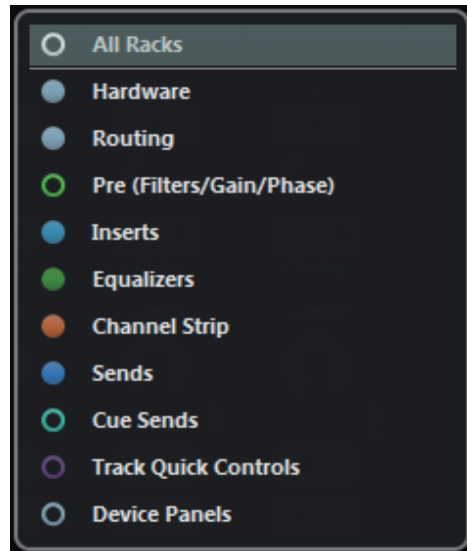 All Racks
Hardware
Routing
Pre (Filters/Gain/Phase)
Inserts
Equalizers
Channel Strip
Sends
Cue Sends
Track Quick Controls
Device Panels